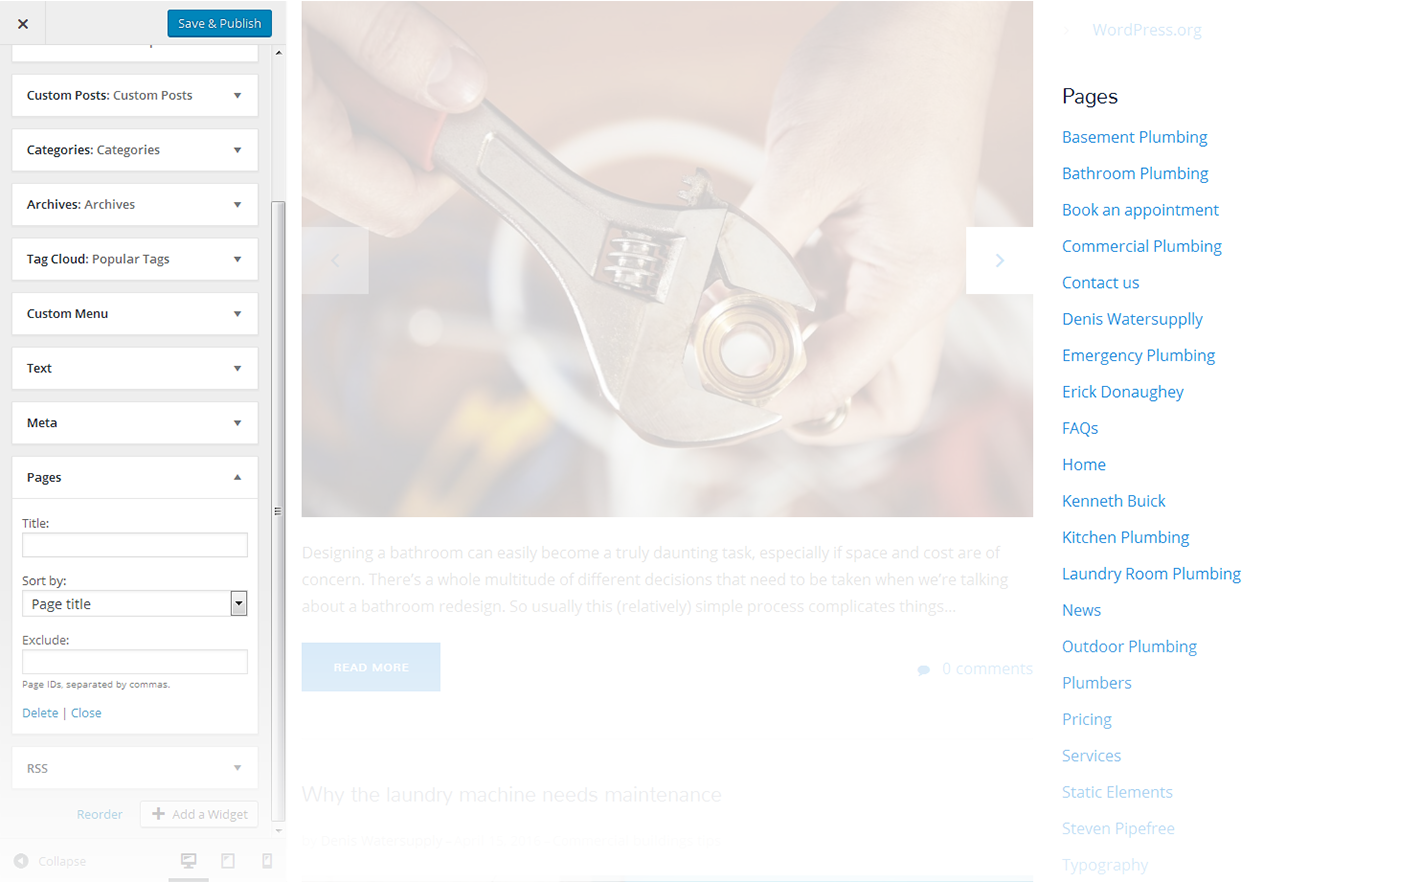 Save & Publish
Custom Posts: Custom Posts
Categories: Categories
Archives: Archives
Tag Cloud: Popular Tags
Custom Menu
Text
Meta
Pages
Title:
Sort by:
Page title
Exclude:
Page IDs, separated by commas.
Delete | Close
RSS
Reorder
Add a Widget
Collapse
Designing a bathroom can easily become a truly daunting task, especially if space and cost are of
concern. There's a whole multitude of different decisions that need to be taken when we're talking
about a bathroom redesign. So usually this (relatively) simple process complicates things...
READ MORE
0 comments
Why the laundry machine needs maintenance
WordPress.org
Pages
Basement Plumbing
Bathroom Plumbing
Book an appointment
Commercial Plumbing
Contact us
Denis Watersupplly
Emergency Plumbing
Erick Donaughey
FAQs
Home
Kenneth Buick
Kitchen Plumbing
Laundry Room Plumbing
News
Outdoor Plumbing
Plumbers
Pricing
Services
Static Elements
Steven Pipefree
Typography